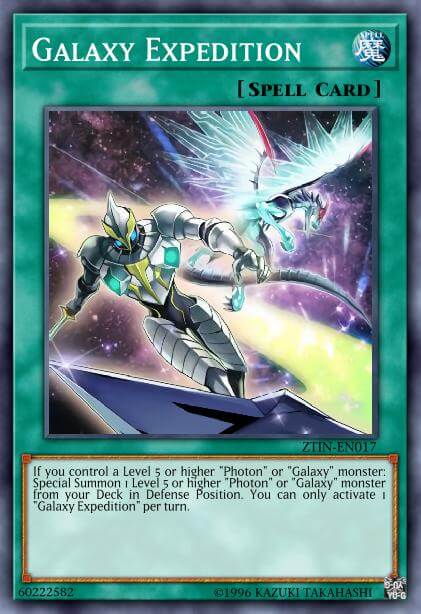 GALAXY EXPEDITION
[SPELL CARD]
ZTIN-EN017
If you control a Level 5 or higher "Photon" or "Galaxy" monster:
Special Summon 1 Level 5 or higher "Photon" or "Galaxy" monster
from your Deck in Defense Position. You can only activate 1
"Galaxy Expedition" per turn.
60222582
©1996 KAZUKI TAKAHASHI